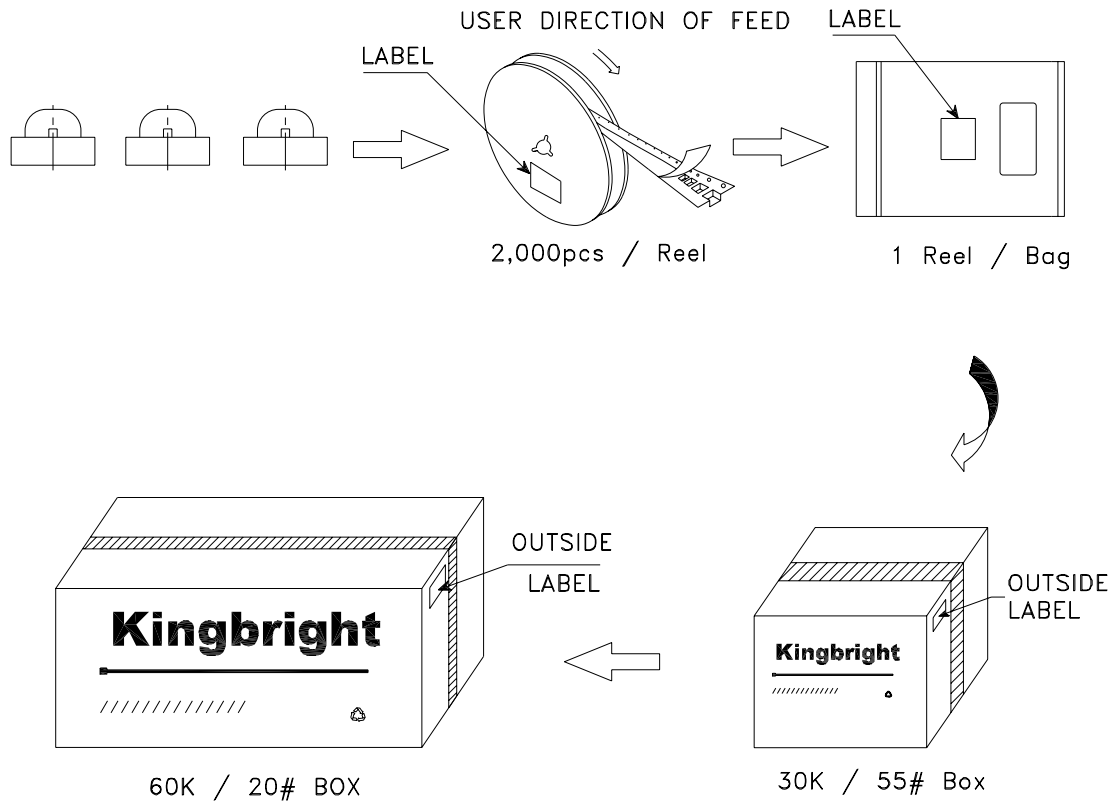 USER DIRECTION OF FEED
LABEL
LABEL
2,000pcs / Reel
1 Reel / Bag
OUTSIDE
LABEL
OUTSIDE
LABEL
Kingbright
Kingbright
60K / 20# BOX
30K / 55# Box